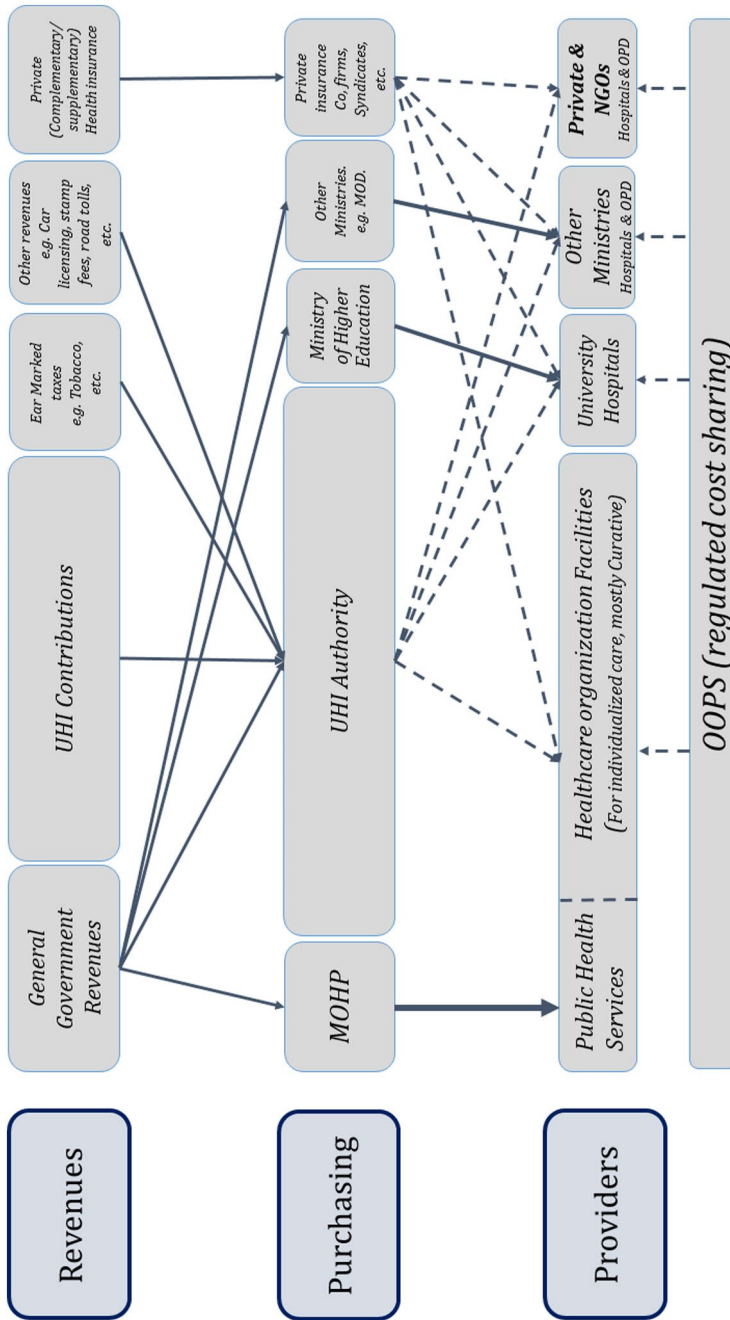 Revenues
General
Government
Revenues
UHI Contributions
Ear Marked
taxes
e.g. Tobacco,
etc.
Other revenues
e.g. Car
licensing, stamp
fees, road tolls,
etc.
Private
(Complementary/
supplementary)
Health insurance
Purchasing
MOHP
UHI Authority
Ministry
of Higher
Education
Other
Ministries.
e.g. MOD.
Private
insurance
Co, firms,
Syndicates,
etc.
Providers
Public Health
Services
Healthcare organization Facilities
(For individualized care, mostly Curative)
University
Hospitals
Other
Ministries
Hospitals & OPD
Private &
NGOs
Hospitals & OPD
OOPS (regulated cost sharing)